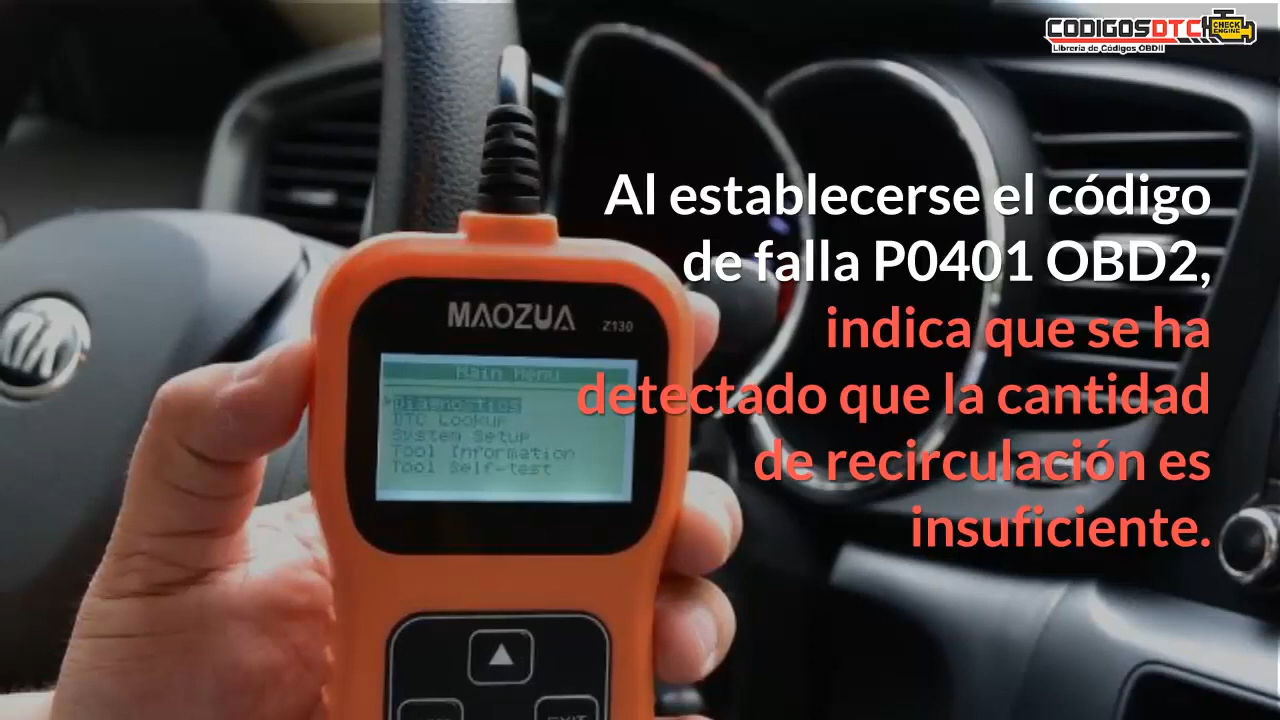 CODIGOSDTC
CHECK
ENGINE
Libreria de Códigos OBDII
Al establecerse el código
de falla P0401 OBD2,
indica que se ha
detectado que la cantidad
de recirculación es
insuficiente.
MAOZUA
Z130
Main Menu
Diagnostics
DTC Lookup
System Setup
Tool Information
Tool Self-test
EXIT